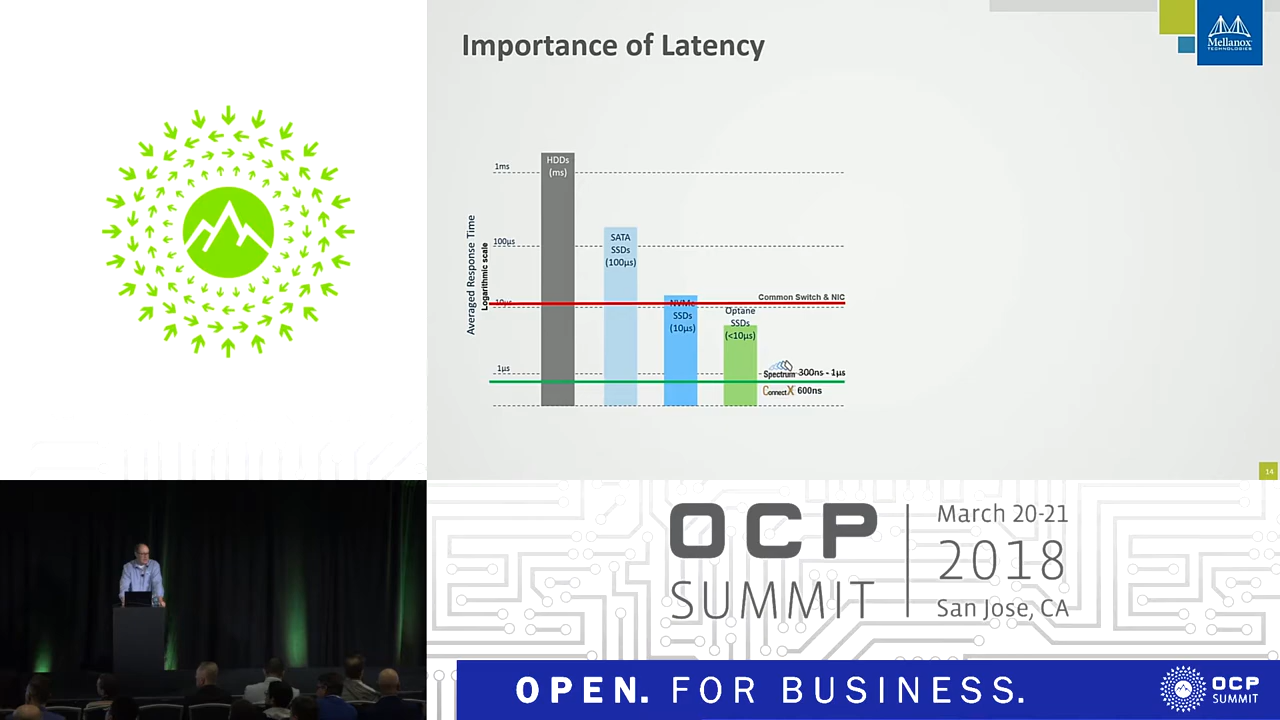 Importance of Latency
Mellanox
TECHNOLOGIES
Averaged Response Time
Logarithmic scale
1ms
100µs
10µs
1µs
HDDs
(ms)
SATA
SSDs
(100µs)
NVMe
SSDs
(10µs)
Optane
SSDs
(<10µs)
Common Switch & NIC
Spectrum 300ns - 1µs
ConnectX 600ns
14
OCP
SUMMIT
March 20-21
2018
San Jose, CA
OPEN. FOR BUSINESS.
OCP
SUMMIT